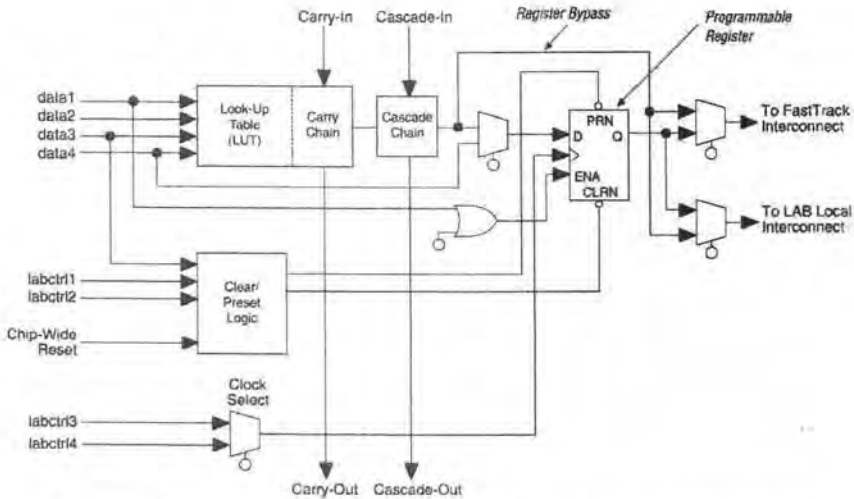 Carry-In
Cascade-In
Register Bypass
Programmable
Register
data1
data2
data3
data4
Look-Up
Table
(LUT)
Carry
Chain
Cascade
Chain
PRN
D
Q
ENA
CLRN
To FastTrack
Interconnect
To LAB Local
Interconnect
labctrl1
labctrl2
Clear/
Preset
Logic
Chip-Wide
Reset
Clock
Select
labctrl3
labctrl4
Carry-Out
Cascade-Out